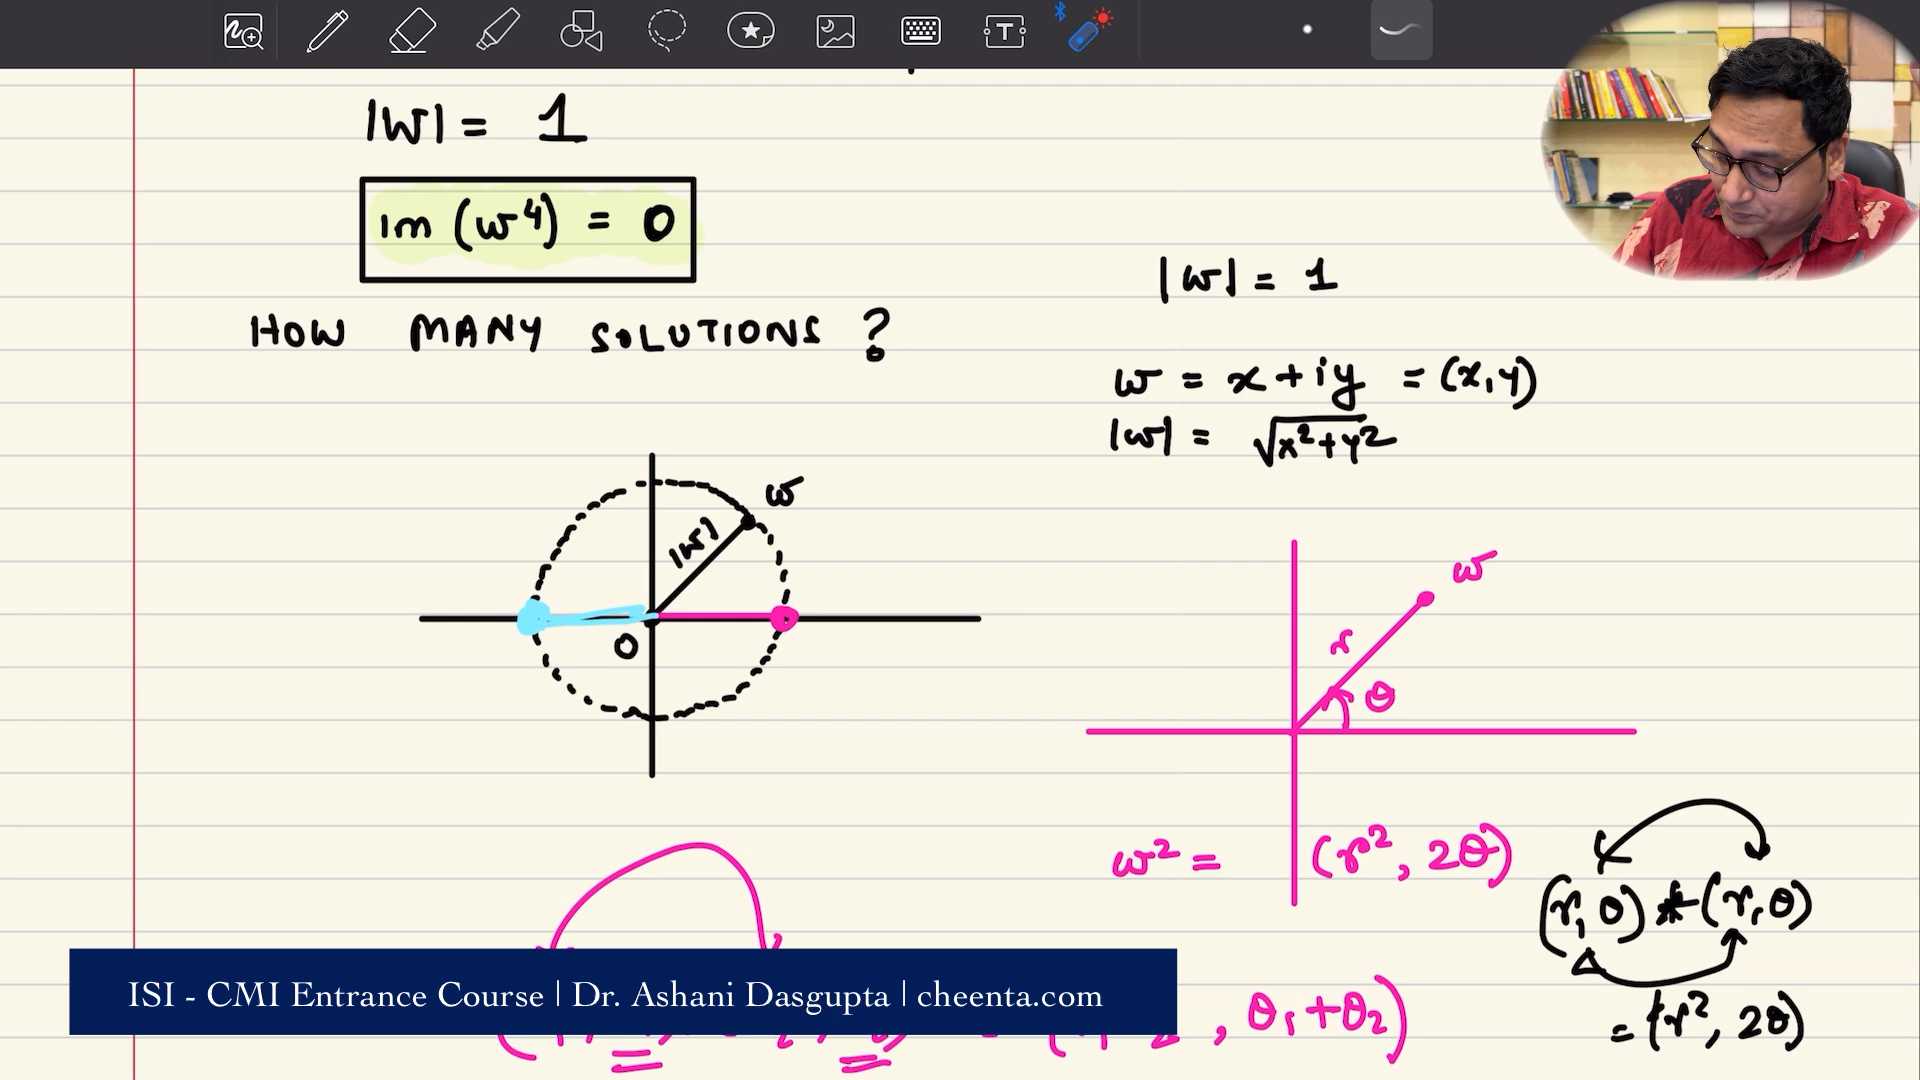 |w| = 1
im (w⁴) = 0
HOW MANY SOLUTIONS ?
|w| = 1
w = x + iy = (x, y)
|w| = √x²+y²
w
|w|
O
w
r
θ
w² = (r², 2θ)
(r, θ) * (r, θ)
= (r², 2θ)
, θ₁+θ₂)
ISI - CMI Entrance Course | Dr. Ashani Dasgupta | cheenta.com
T